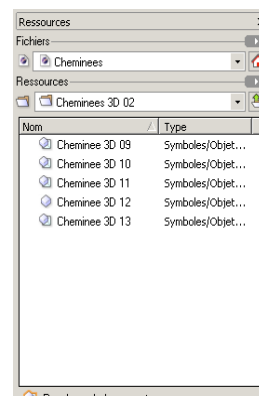 Ressources
Fichiers
Cheminees
Ressources
Cheminees 3D 02
Nom Type
Cheminee 3D 09 Symboles/Objet...
Cheminee 3D 10 Symboles/Objet...
Cheminee 3D 11 Symboles/Objet...
Cheminee 3D 12 Symboles/Objet...
Cheminee 3D 13 Symboles/Objet...